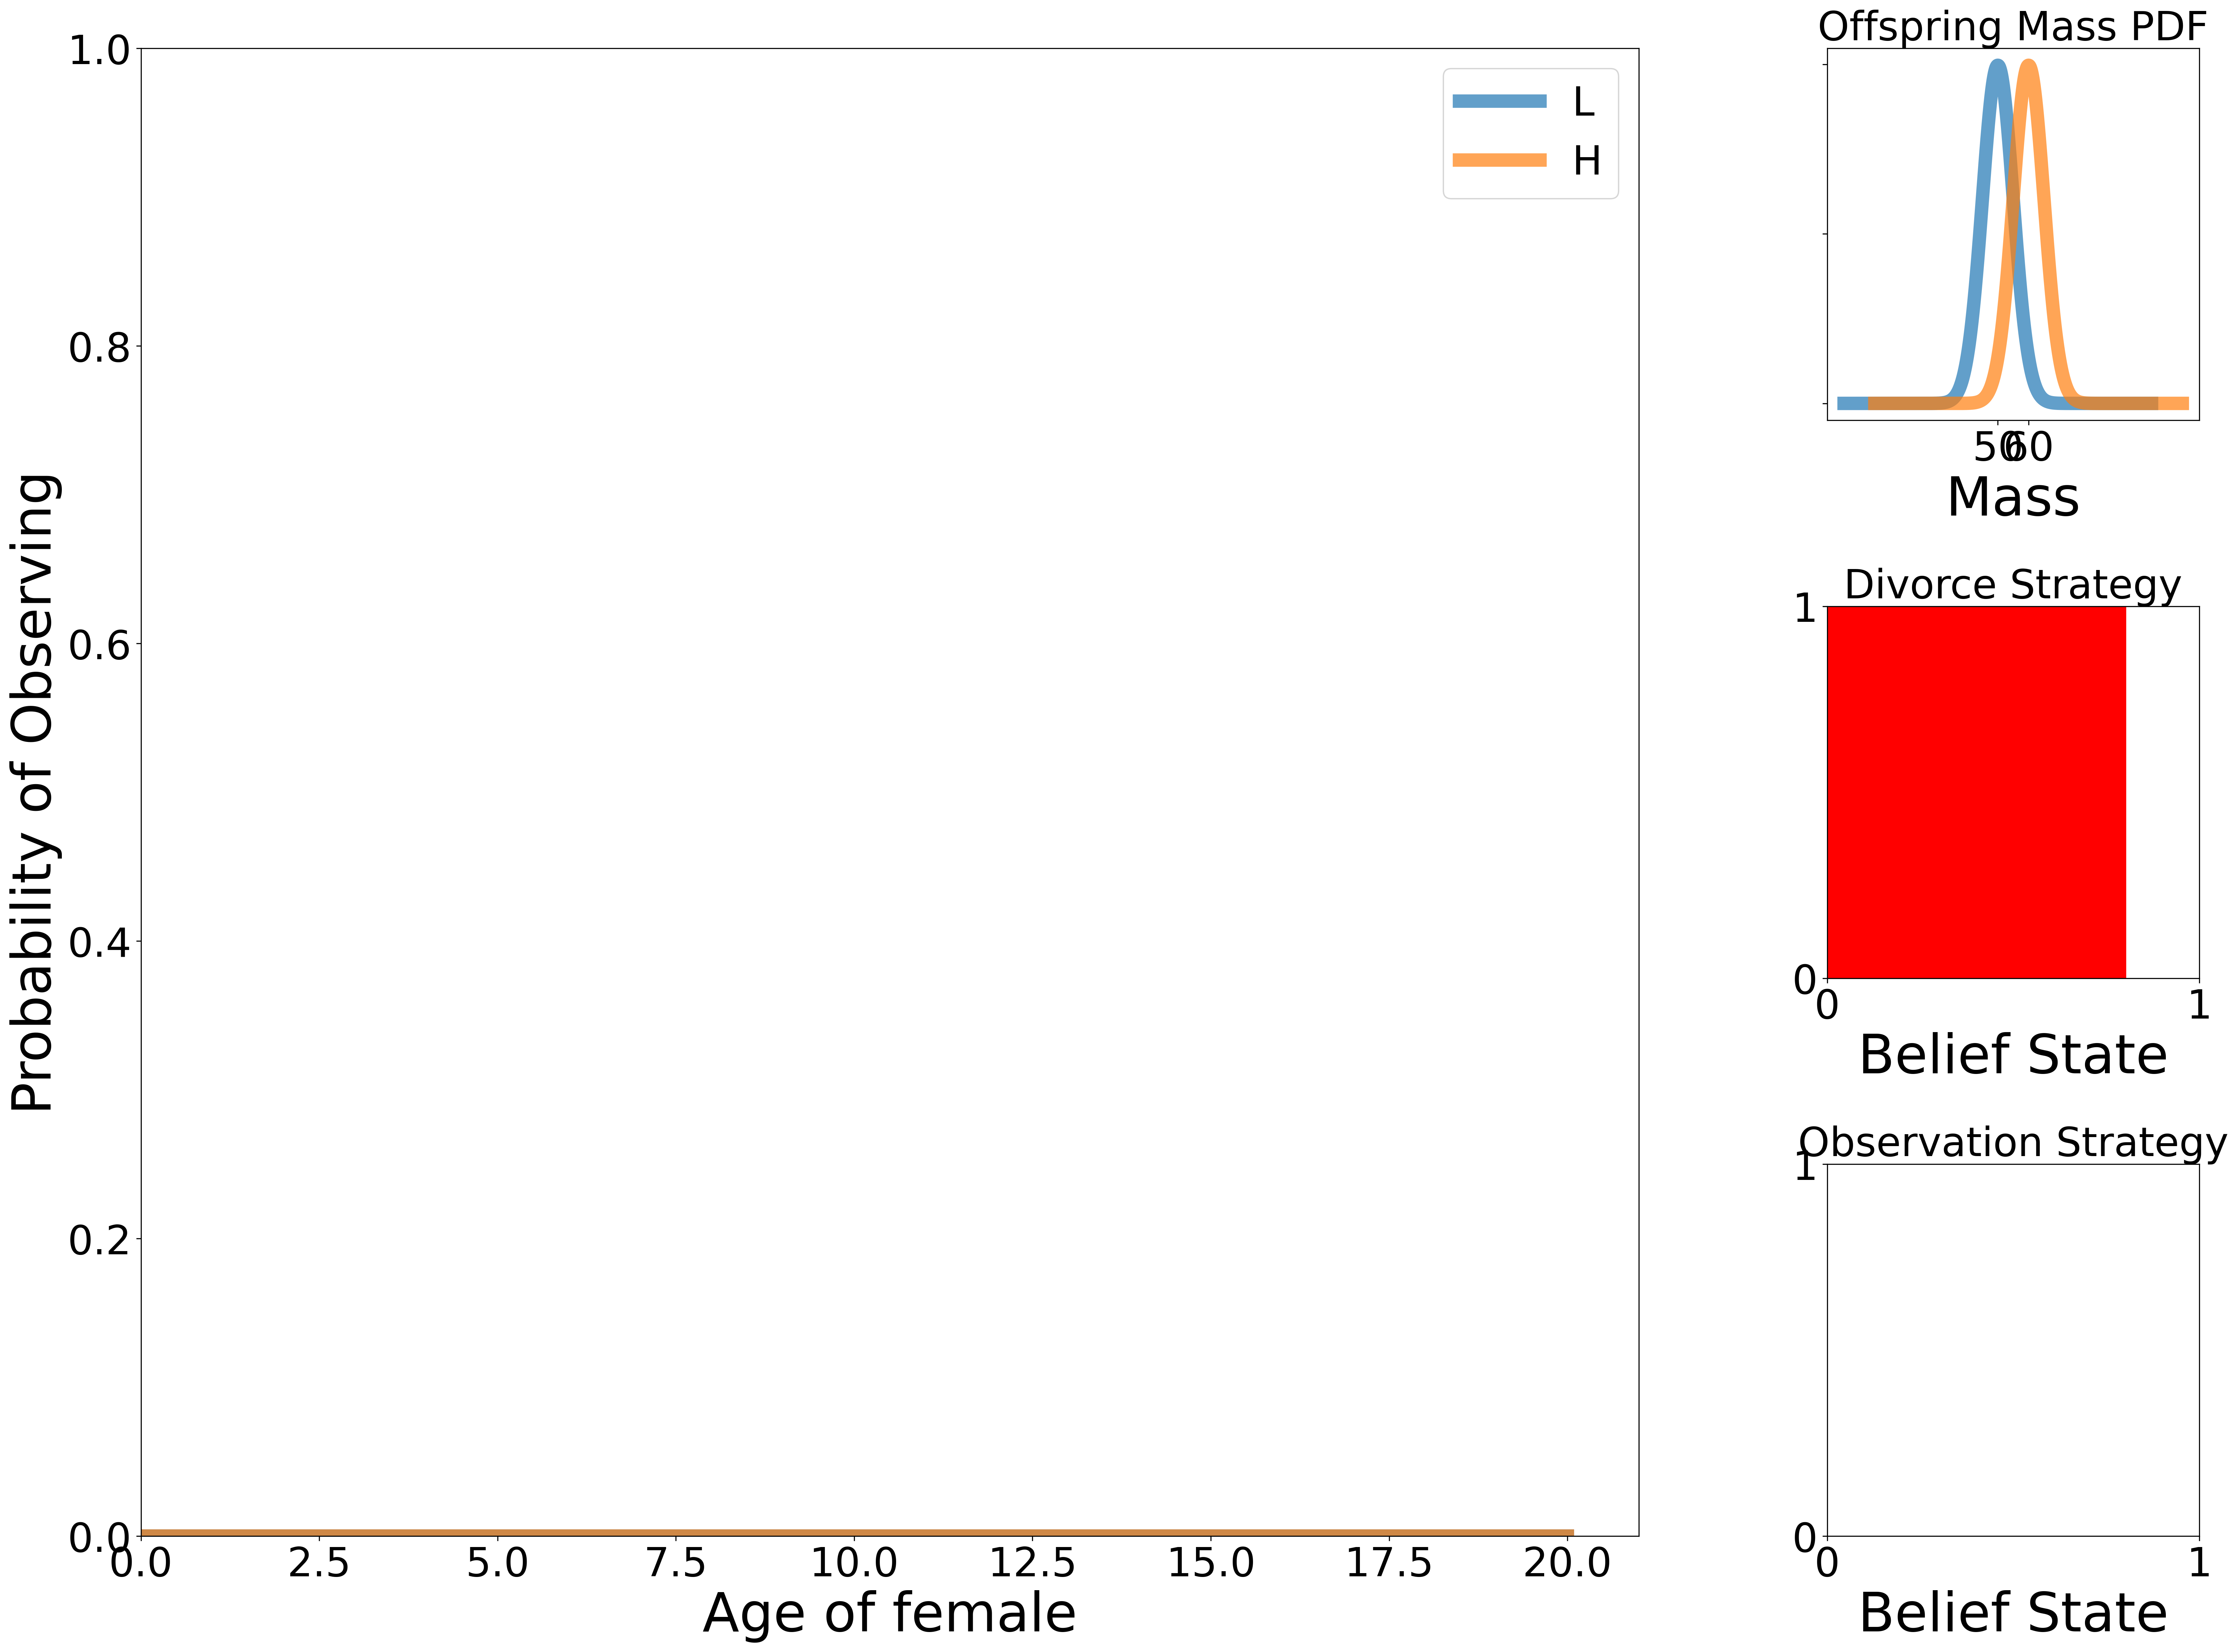 1.0
0.8
0.6
0.4
0.2
0.0
Probability of Observing
0.0 2.5 5.0 7.5 10.0 12.5 15.0 17.5 20.0
Age of female
L
H
Offspring Mass PDF
50 60
Mass
Divorce Strategy
1
0
0 1
Belief State
Observation Strategy
1
0
0 1
Belief State